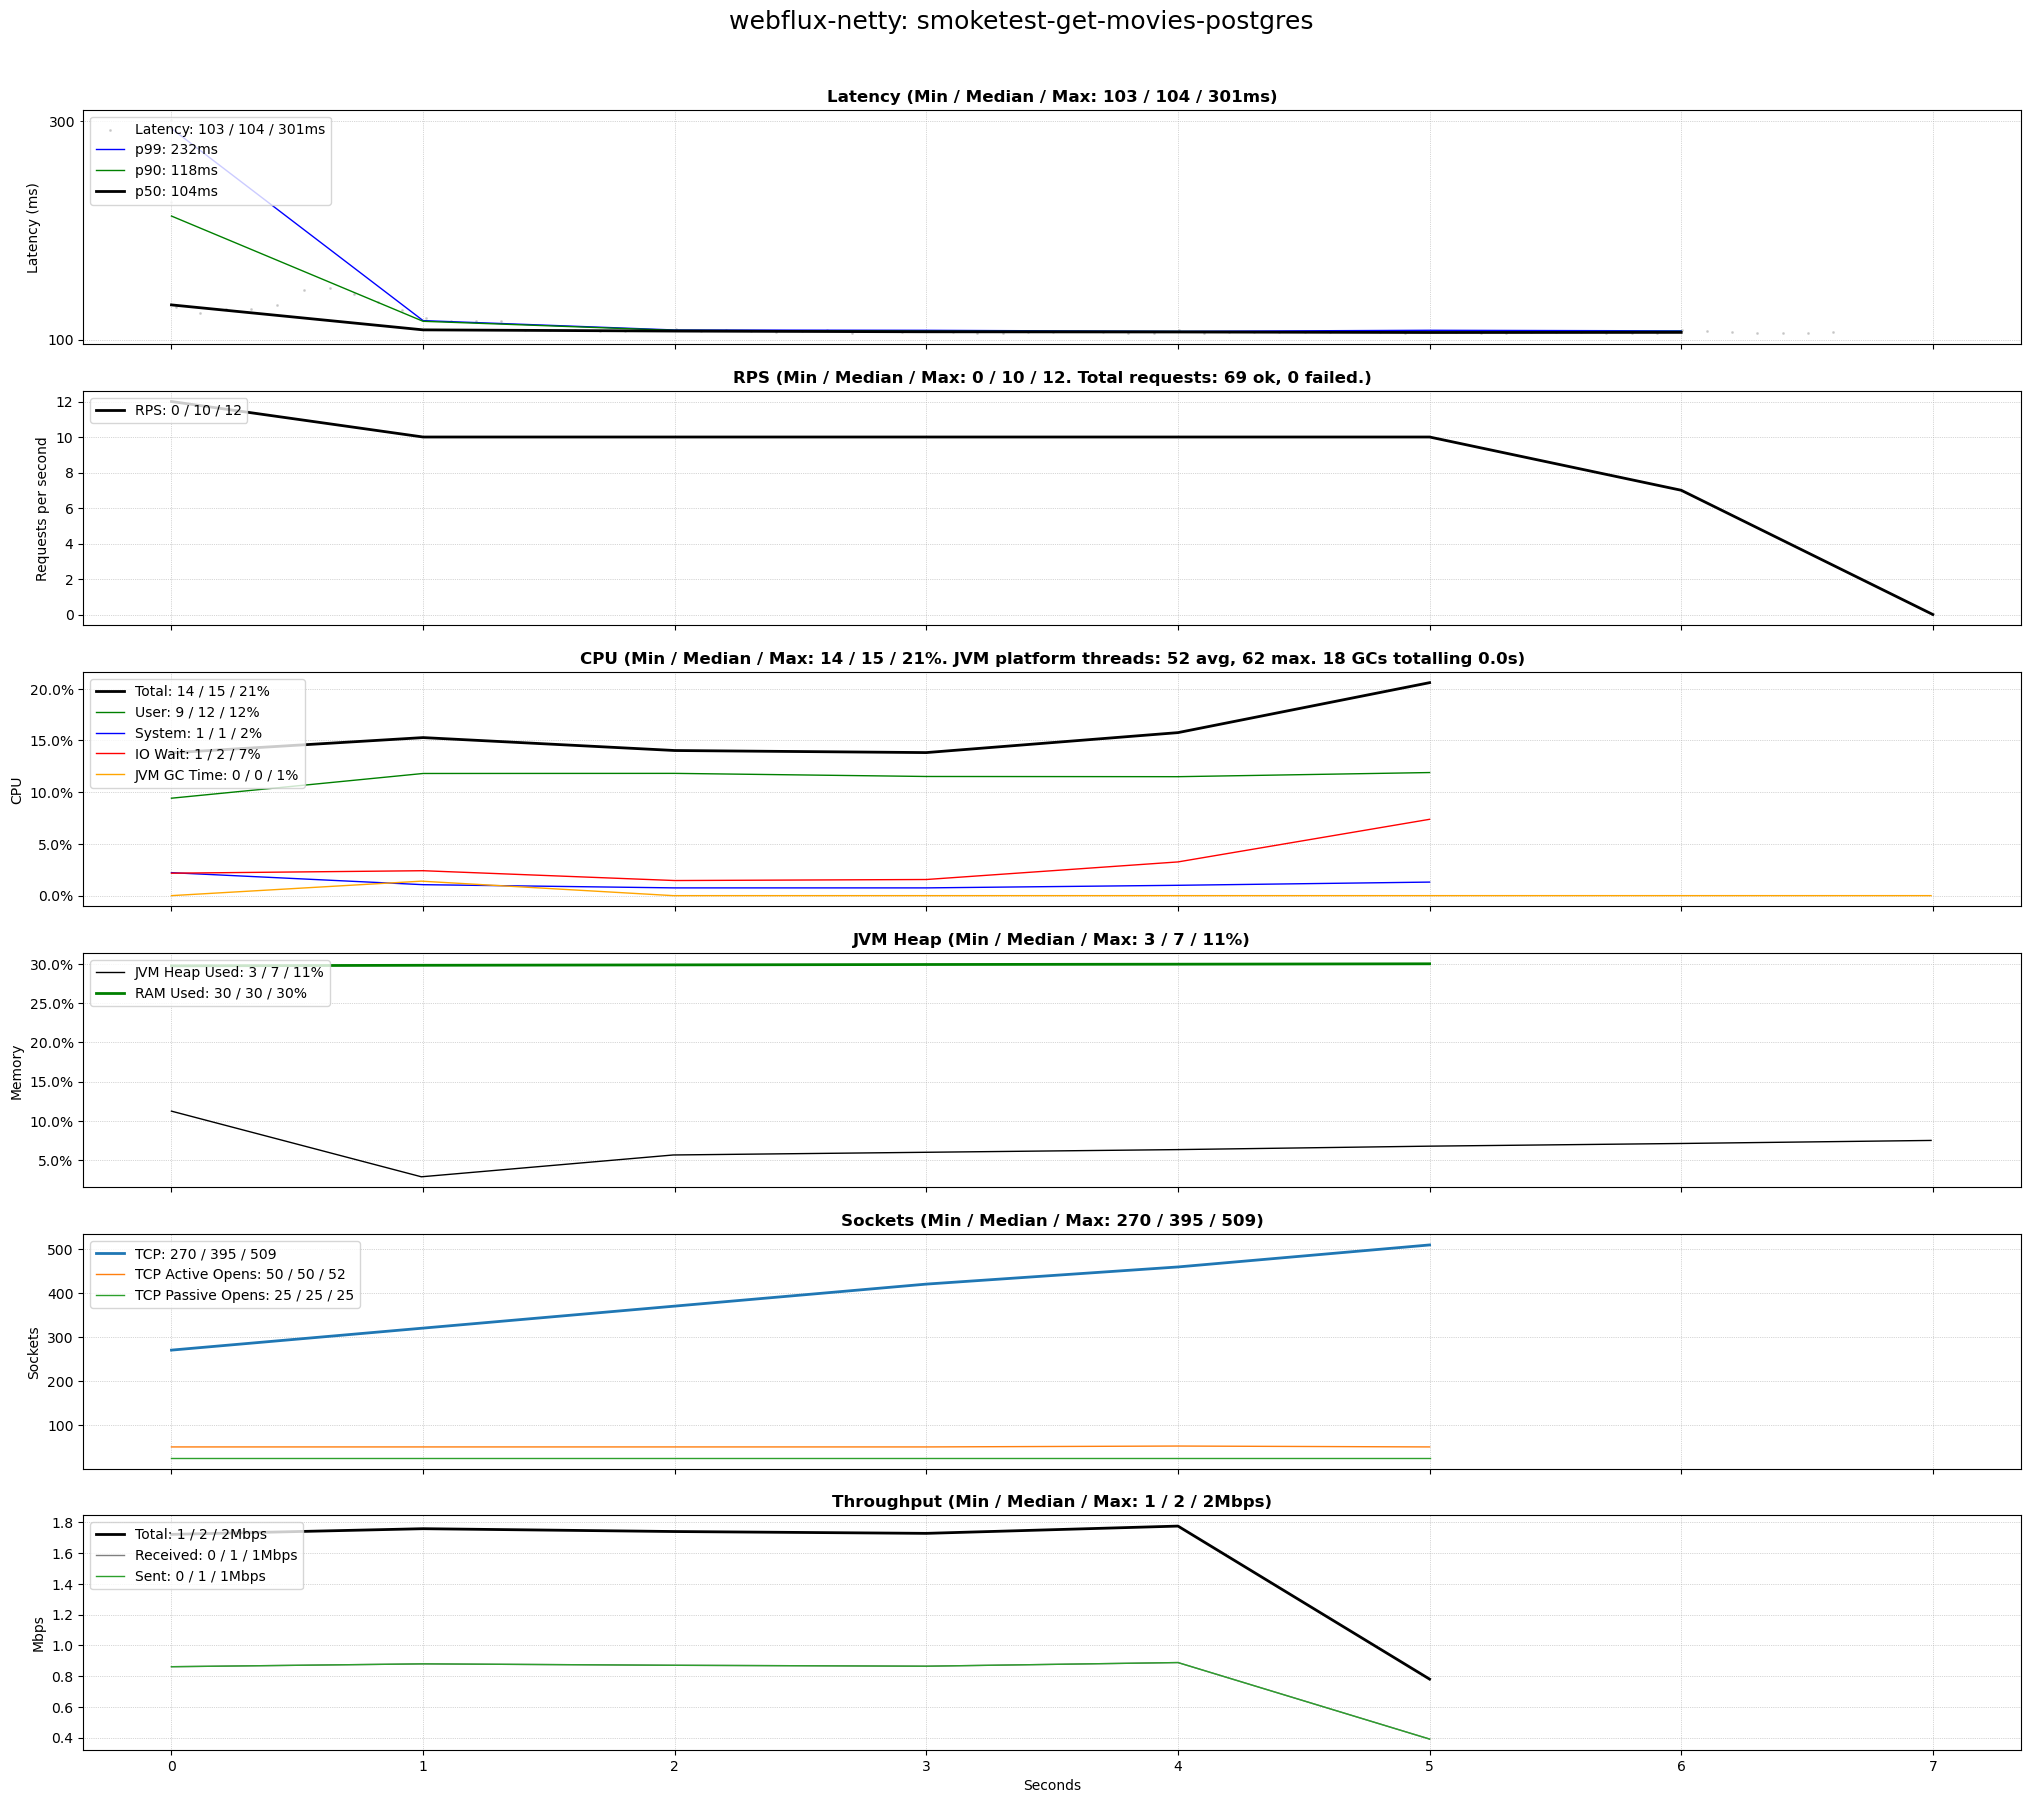 webflux-netty: smoketest-get-movies-postgres
Latency (Min / Median / Max: 103 / 104 / 301ms)
300
100
Latency (ms)
Latency: 103 / 104 / 301ms
p99: 232ms
p90: 118ms
p50: 104ms
RPS (Min / Median / Max: 0 / 10 / 12. Total requests: 69 ok, 0 failed.)
12
10
8
6
4
2
0
Requests per second
RPS: 0 / 10 / 12
CPU (Min / Median / Max: 14 / 15 / 21%. JVM platform threads: 52 avg, 62 max. 18 GCs totalling 0.0s)
20.0%
15.0%
10.0%
5.0%
0.0%
CPU
Total: 14 / 15 / 21%
User: 9 / 12 / 12%
System: 1 / 1 / 2%
IO Wait: 1 / 2 / 7%
JVM GC Time: 0 / 0 / 1%
JVM Heap (Min / Median / Max: 3 / 7 / 11%)
30.0%
25.0%
20.0%
15.0%
10.0%
5.0%
Memory
JVM Heap Used: 3 / 7 / 11%
RAM Used: 30 / 30 / 30%
Sockets (Min / Median / Max: 270 / 395 / 509)
500
400
300
200
100
Sockets
TCP: 270 / 395 / 509
TCP Active Opens: 50 / 50 / 52
TCP Passive Opens: 25 / 25 / 25
Throughput (Min / Median / Max: 1 / 2 / 2Mbps)
1.8
1.6
1.4
1.2
1.0
0.8
0.6
0.4
Mbps
Total: 1 / 2 / 2Mbps
Received: 0 / 1 / 1Mbps
Sent: 0 / 1 / 1Mbps
0 1 2 3 4 5 6 7
Seconds